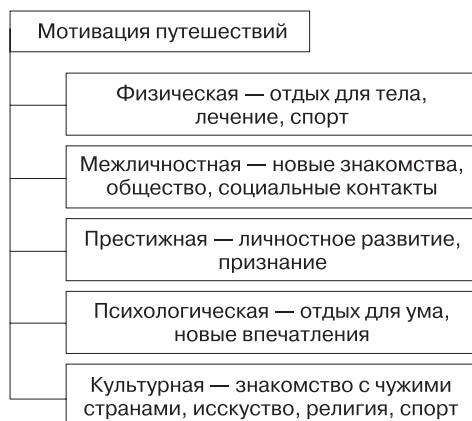 Мотивация путешествий
Физическая — отдых для тела,
лечение, спорт
Межличностная — новые знакомства,
общество, социальные контакты
Престижная — личностное развитие,
признание
Психологическая — отдых для ума,
новые впечатления
Культурная — знакомство с чужими
странами, исскуство, религия, спорт